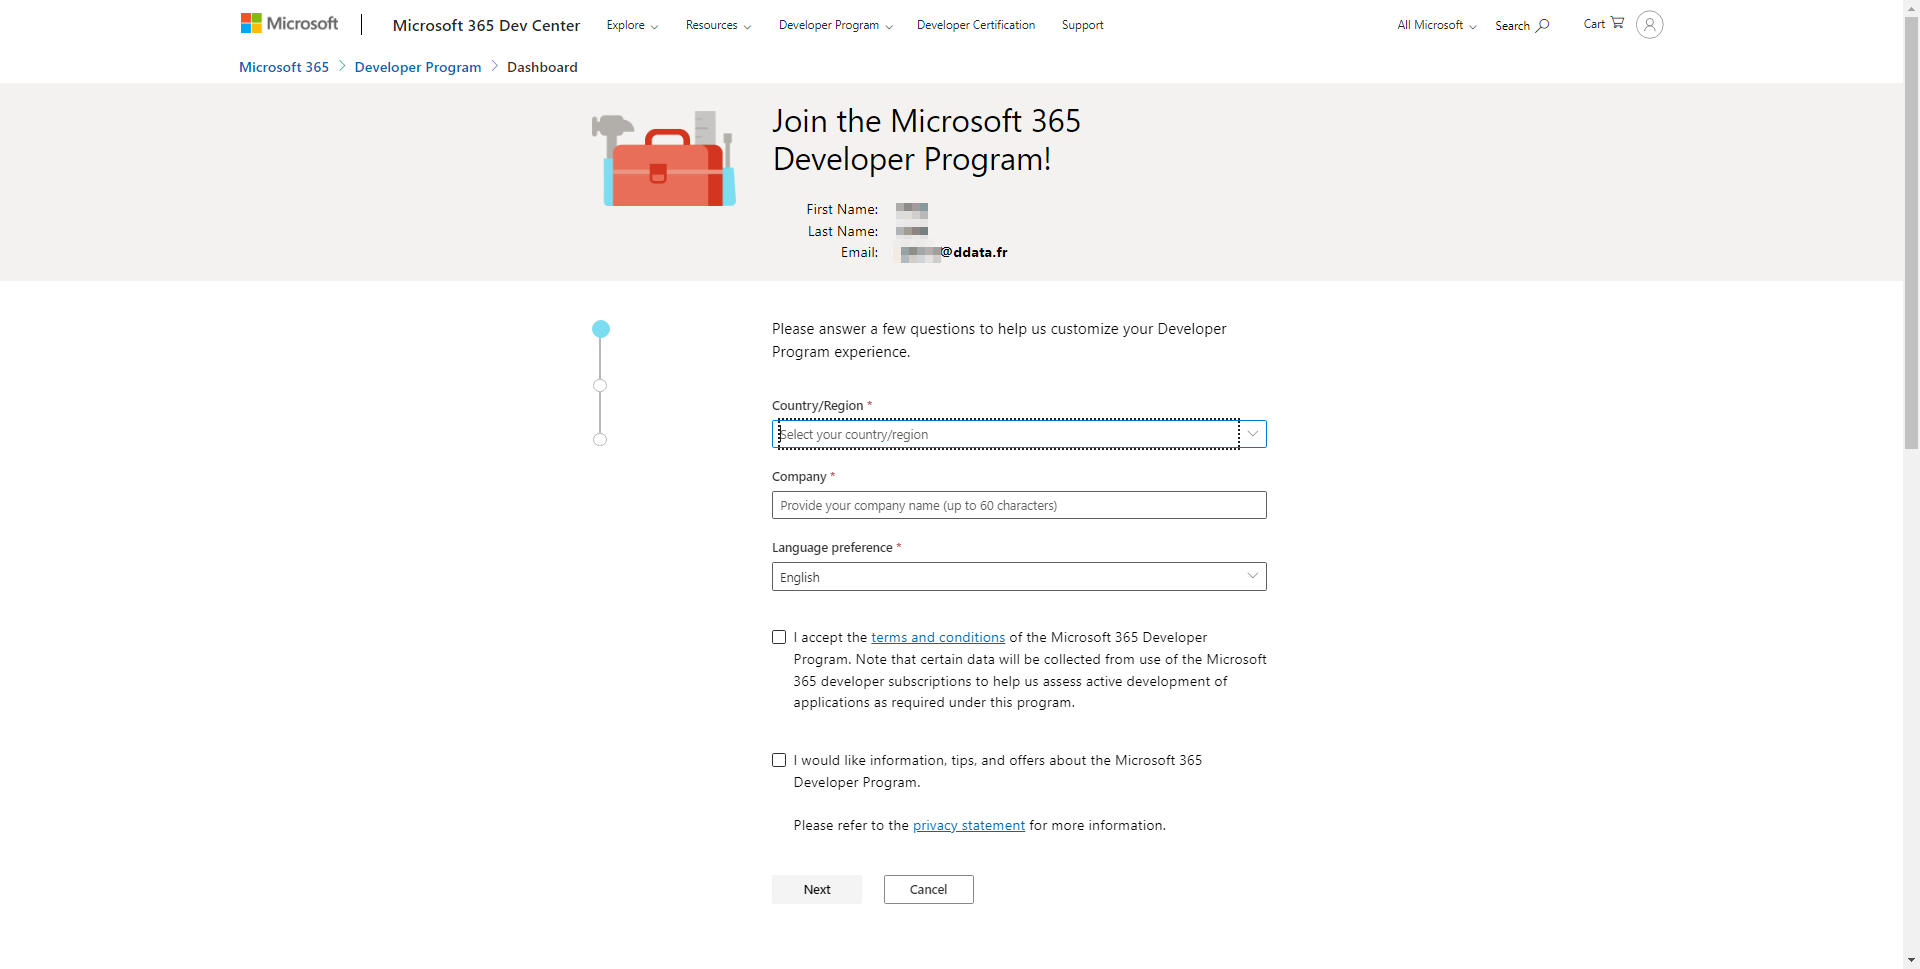 Microsoft
Microsoft 365 Dev Center
Explore
Resources
Developer Program
Developer Certification
Support
All Microsoft
Search
Cart
Microsoft 365
Developer Program
Dashboard
Join the Microsoft 365
Developer Program!
First Name:
Last Name:
Email:
@ddata.fr
Please answer a few questions to help us customize your Developer
Program experience.
Country/Region *
Select your country/region
Company *
Provide your company name (up to 60 characters)
Language preference *
English
I accept the terms and conditions of the Microsoft 365 Developer
Program. Note that certain data will be collected from use of the Microsoft
365 developer subscriptions to help us assess active development of
applications as required under this program.
I would like information, tips, and offers about the Microsoft 365
Developer Program.
Please refer to the privacy statement for more information.
Next
Cancel